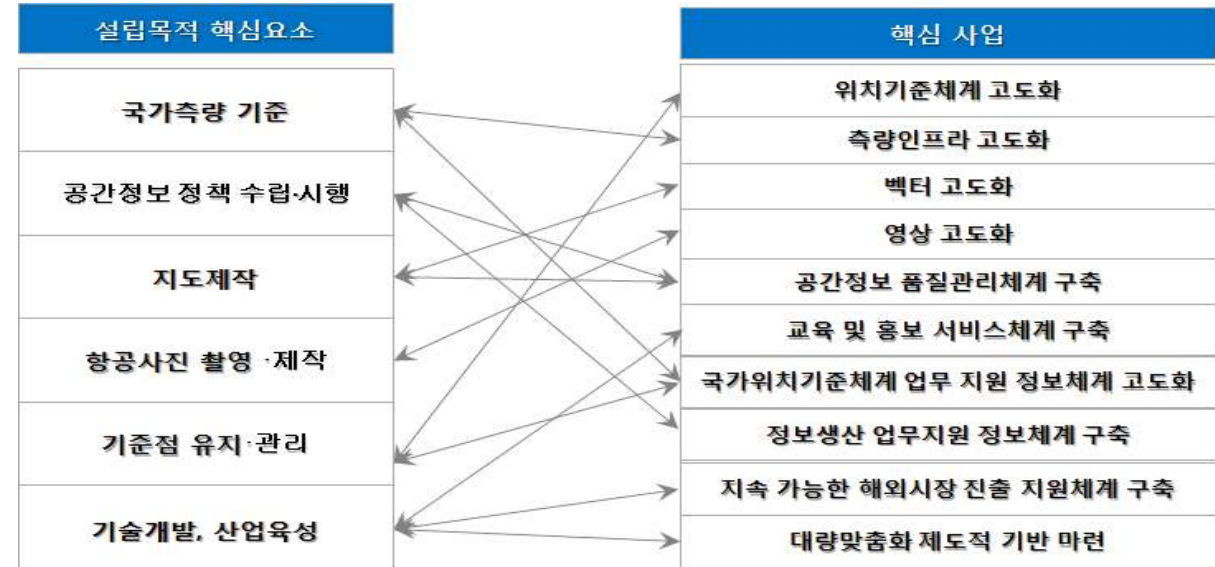 설립목적 핵심요소
국가측량 기준
공간정보 정책 수립·시행
지도제작
항공사진 촬영 ·제작
기준점 유지·관리
기술개발, 산업육성
핵심 사업
위치기준체계 고도화
측량인프라 고도화
벡터 고도화
영상 고도화
공간정보 품질관리체계 구축
교육 및 홍보 서비스체계 구축
국가위치기준체계 업무 지원 정보체계 고도화
정보생산 업무지원 정보체계 구축
지속 가능한 해외시장 진출 지원체계 구축
대량맞춤화 제도적 기반 마련